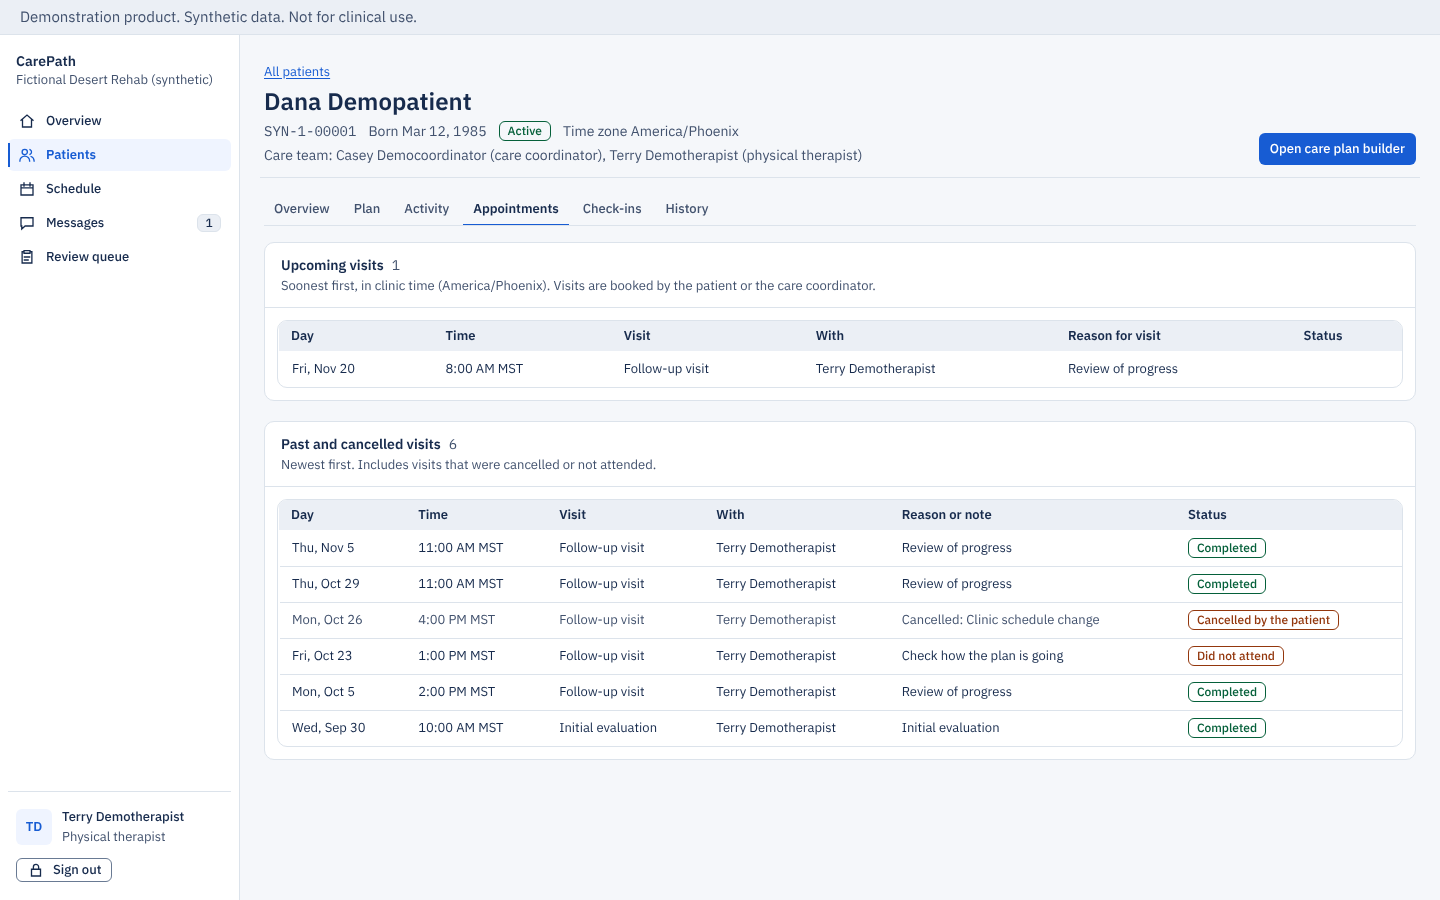 Demonstration product. Synthetic data. Not for clinical use.
CarePath
Fictional Desert Rehab (synthetic)
Overview
Patients
Schedule
Messages 1
Review queue
Terry Demotherapist
TD
Physical therapist
Sign out
All patients
Dana Demopatient
SYN-1-00001 Born Mar 12, 1985 Active Time zone America/Phoenix
Care team: Casey Democoordinator (care coordinator), Terry Demotherapist (physical therapist)
Open care plan builder
Overview Plan Activity Appointments Check-ins History
Upcoming visits 1
Soonest first, in clinic time (America/Phoenix). Visits are booked by the patient or the care coordinator.
Day Time Visit With Reason for visit Status
Fri, Nov 20 8:00 AM MST Follow-up visit Terry Demotherapist Review of progress
Past and cancelled visits 6
Newest first. Includes visits that were cancelled or not attended.
Day Time Visit With Reason or note Status
Thu, Nov 5 11:00 AM MST Follow-up visit Terry Demotherapist Review of progress Completed
Thu, Oct 29 11:00 AM MST Follow-up visit Terry Demotherapist Review of progress Completed
Mon, Oct 26 4:00 PM MST Follow-up visit Terry Demotherapist Cancelled: Clinic schedule change Cancelled by the patient
Fri, Oct 23 1:00 PM MST Follow-up visit Terry Demotherapist Check how the plan is going Did not attend
Mon, Oct 5 2:00 PM MST Follow-up visit Terry Demotherapist Review of progress Completed
Wed, Sep 30 10:00 AM MST Initial evaluation Terry Demotherapist Initial evaluation Completed